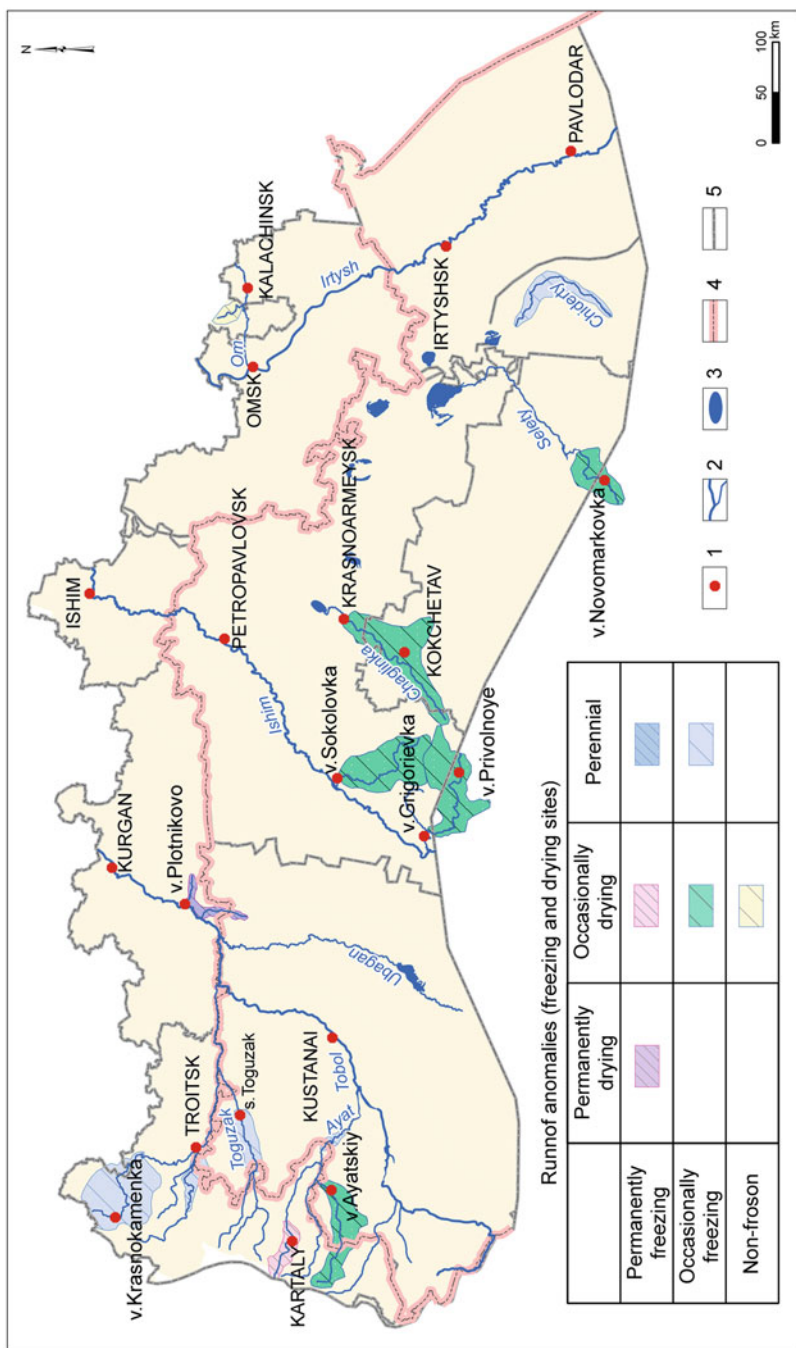 N
ISHIM
KURGAN
v.Plotnikovo
PETROPAVLOVSK
OMSK
Om
KALACHINSK
Irtysh
v.Krasnokamenka
TROITSK
Toguzak
s.Toguzak
KUSTANAI
Tobol
Ayat
v.Ayatskiy
KARTALY
Ubagan
Ishim
v.Sokolovka
v.Grigorievka
v.Privolnoye
Chaglinka
KRASNOARMEYSK
KOKCHETAV
IRTYSHSK
PAVLODAR
Selety
Chiderty
v.Novomarkovka
0 50 100
km
1 2 3 4 5
Runnof anomalies (freezing and drying sites)
Permanently drying
Occasionally drying
Perennial
Permanently freezing
Occasionally freezing
Non-froson